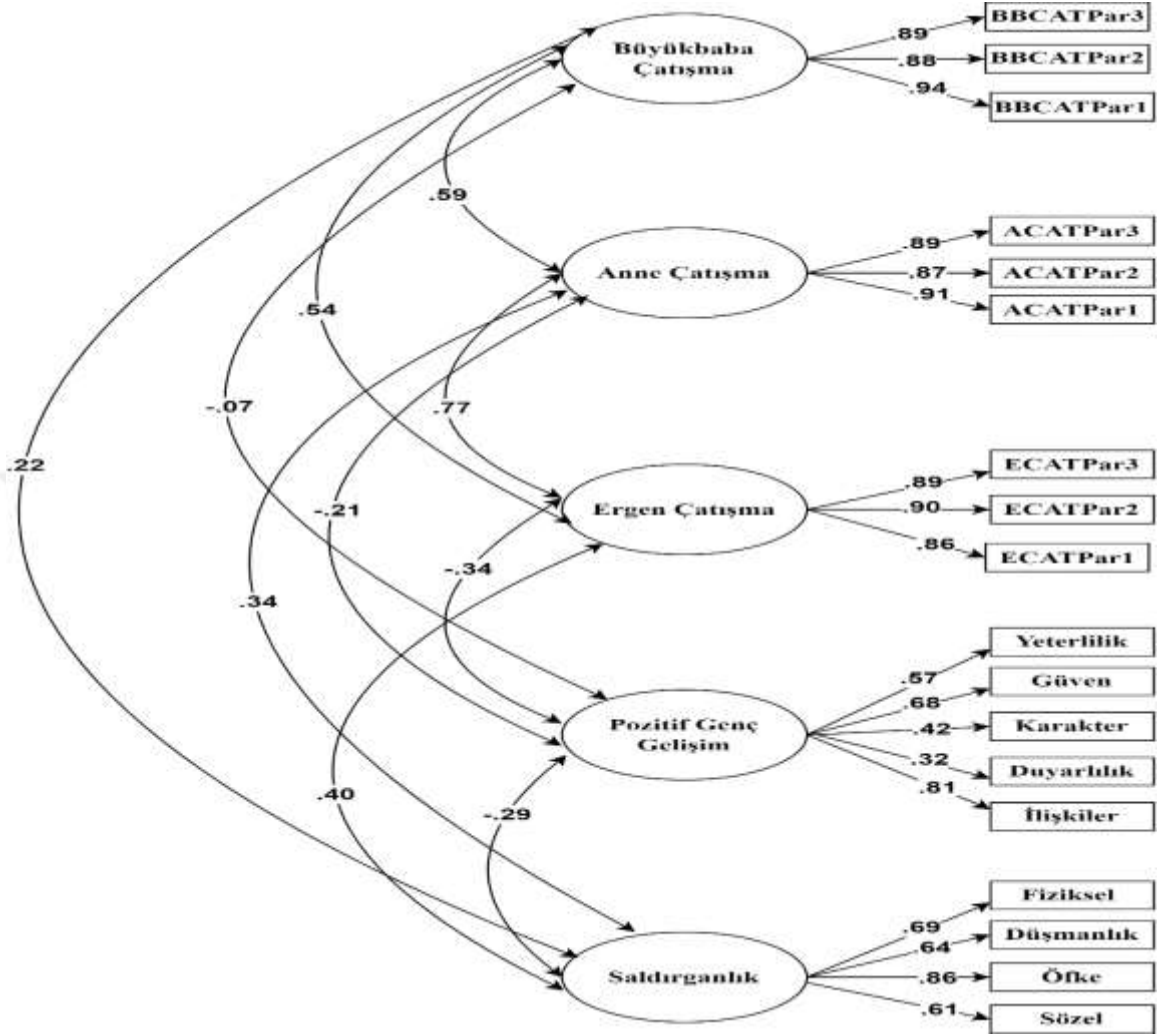 BBCATPar3
.89
Büyükbaba
Çatışma
.88
BBCATPar2
.94
BBCATPar1
.59
ACATPar3
.89
Anne Çatışma
.87
ACATPar2
.91
ACATPar1
.54
-.07
.77
.22
ECATPar3
.89
Ergen Çatışma
.90
ECATPar2
-.21
.86
ECATPar1
-.34
.34
Yeterlilik
.57
Güven
.68
Pozitif Genç
Gelişim
.42
Karakter
.32
Duyarlılık
.81
İlişkiler
.40
-.29
Fiziksel
.69
Düşmanlık
.64
Saldırganlık
.86
Öfke
.61
Sözel